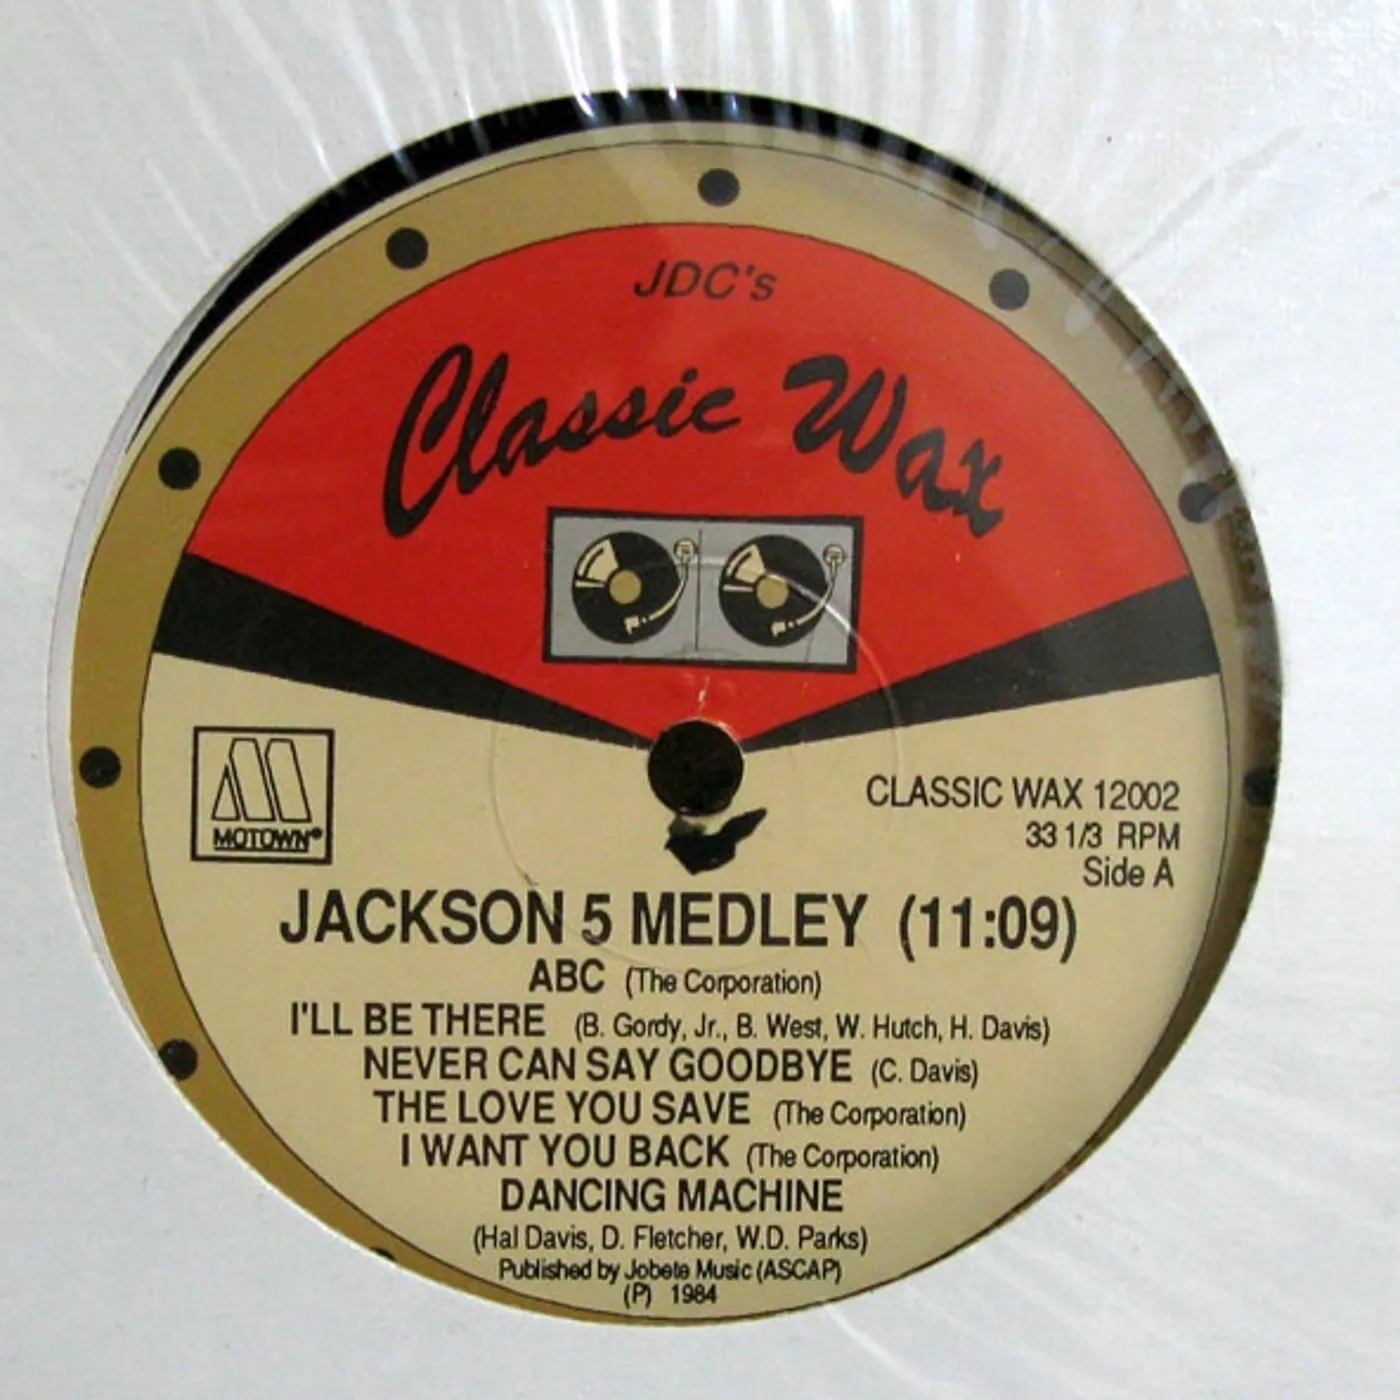 JDC's
Classic Wax
MOTOWN®
CLASSIC WAX 12002
33 1/3 RPM
Side A
JACKSON 5 MEDLEY (11:09)
ABC (The Corporation)
I'LL BE THERE (B. Gordy, Jr., B. West, W. Hutch, H. Davis)
NEVER CAN SAY GOODBYE (C. Davis)
THE LOVE YOU SAVE (The Corporation)
I WANT YOU BACK (The Corporation)
DANCING MACHINE
(Hal Davis, D. Fletcher, W.D. Parks)
Published by Jobete Music (ASCAP)
(P) 1984